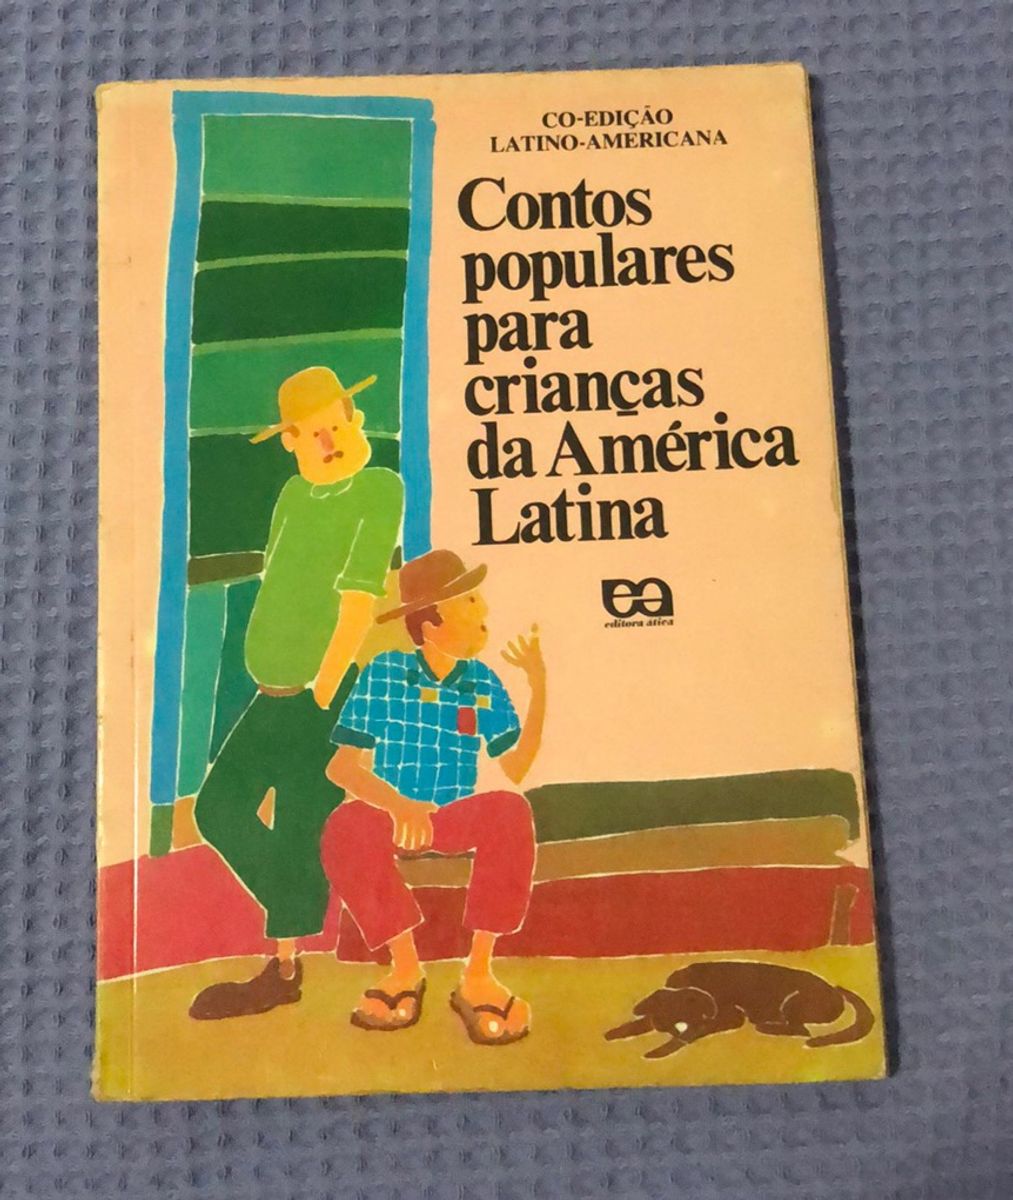 CO-EDIÇÃO
LATINO-AMERICANA
Contos
populares
para
crianças
da América
Latina
ea
editora ática